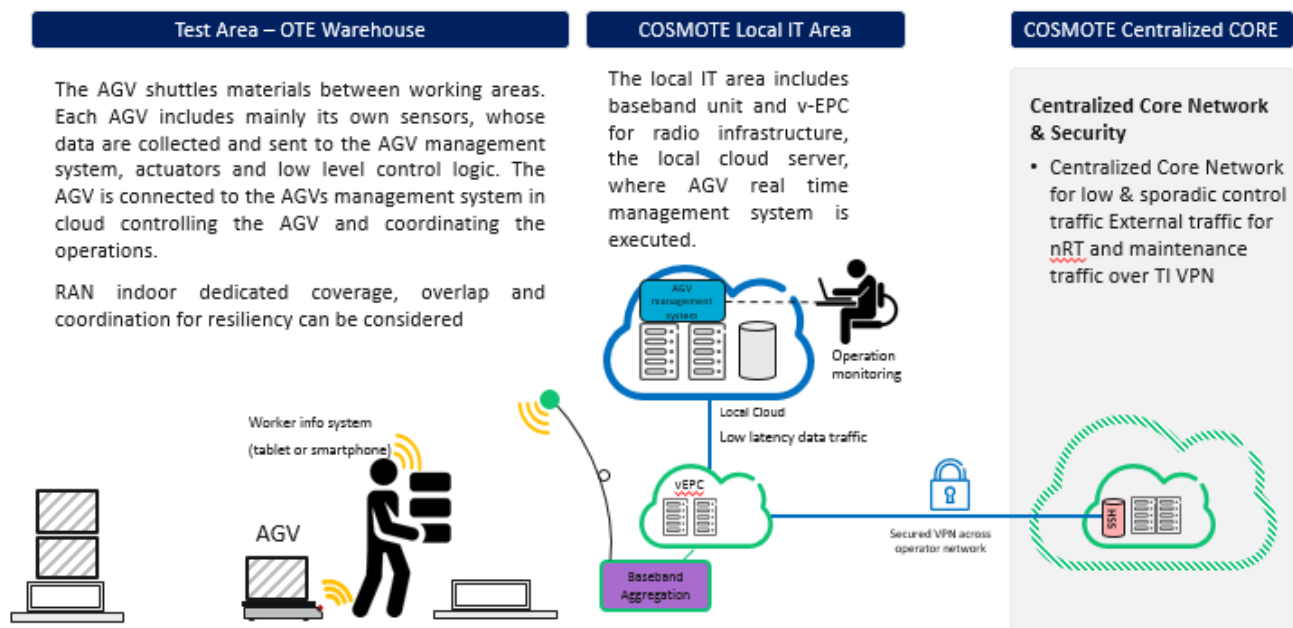 Test Area – OTE Warehouse
COSMOTE Local IT Area
COSMOTE Centralized CORE
The AGV shuttles materials between working areas.
Each AGV includes mainly its own sensors, whose
data are collected and sent to the AGV management
system, actuators and low level control logic. The
AGV is connected to the AGVs management system in
cloud controlling the AGV and coordinating the
operations.
RAN indoor dedicated coverage, overlap and
coordination for resiliency can be considered
The local IT area includes
baseband unit and v-EPC
for radio infrastructure,
the local cloud server,
where AGV real time
management system is
executed.
Centralized Core Network
& Security
• Centralized Core Network
for low & sporadic control
traffic External traffic for
nRT and maintenance
traffic over TI VPN
AGV
management
system
Operation
monitoring
Local Cloud
Low latency data traffic
Worker info system
(tablet or smartphone)
AGV
vEPC
Baseband
Aggregation
Secured VPN across
operator network
HSS